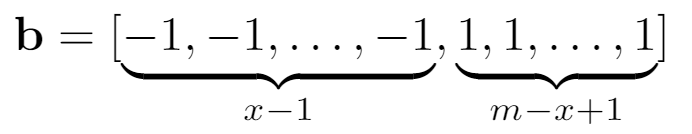 b = [−1, −1, . . . , −1, 1, 1, . . . , 1]
x−1 m−x+1